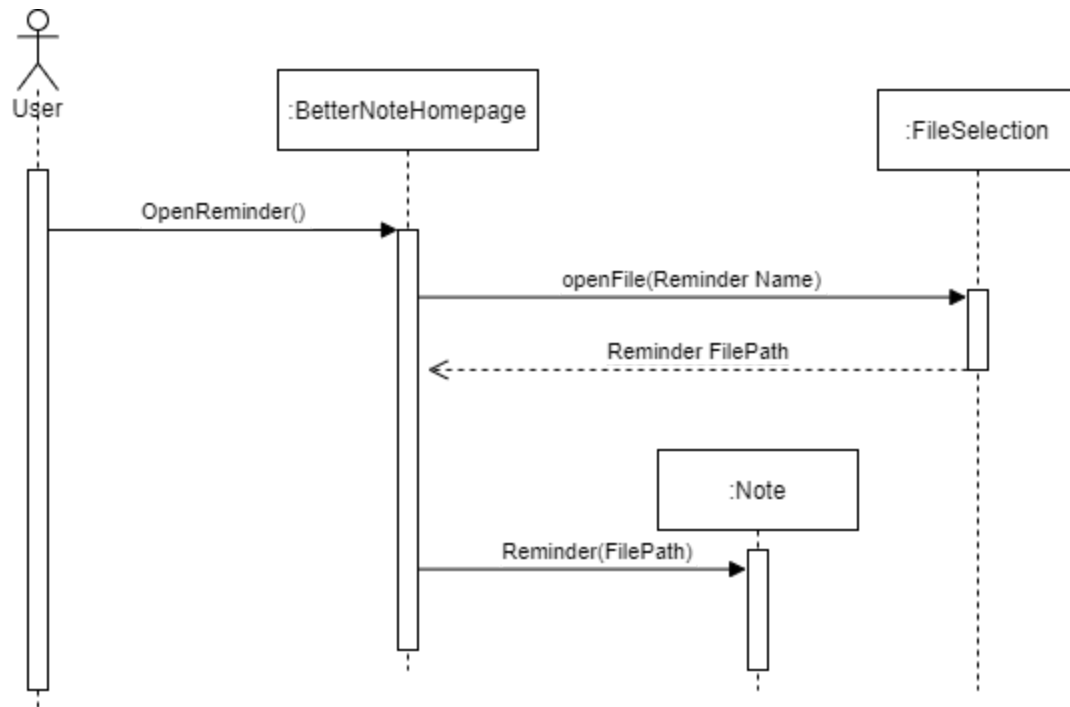 User
:BetterNoteHomepage
:FileSelection
OpenReminder()
openFile(Reminder Name)
Reminder FilePath
:Note
Reminder(FilePath)